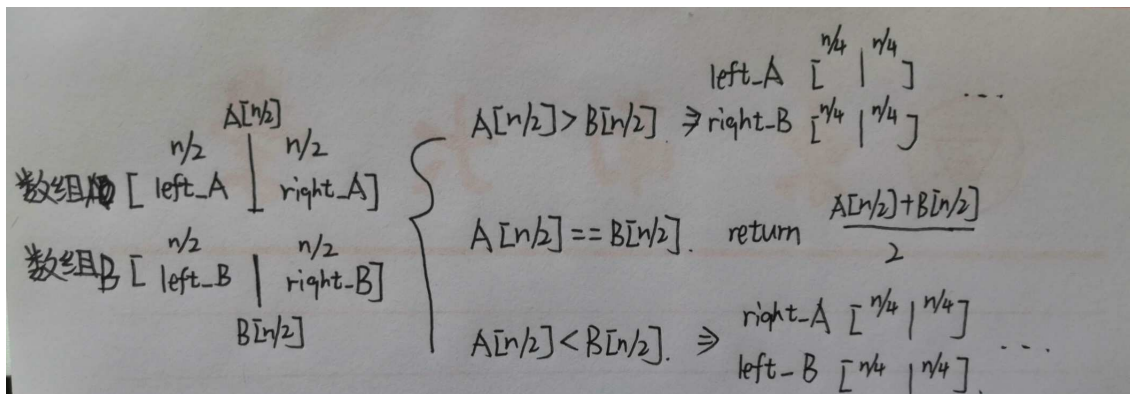 A[n/2]
n/2 | n/2
数组A [ left_A | right_A ]
n/2 | n/2
数组B [ left_B | right_B ]
B[n/2]
A[n/2]>B[n/2]. ⇒
left_A [ n/4 | n/4 ]
right_B [ n/4 | n/4 ] ...
A[n/2]==B[n/2]. return (A[n/2]+B[n/2])/2
A[n/2]<B[n/2]. ⇒
right_A [ n/4 | n/4 ]
left_B [ n/4 | n/4 ]. ...